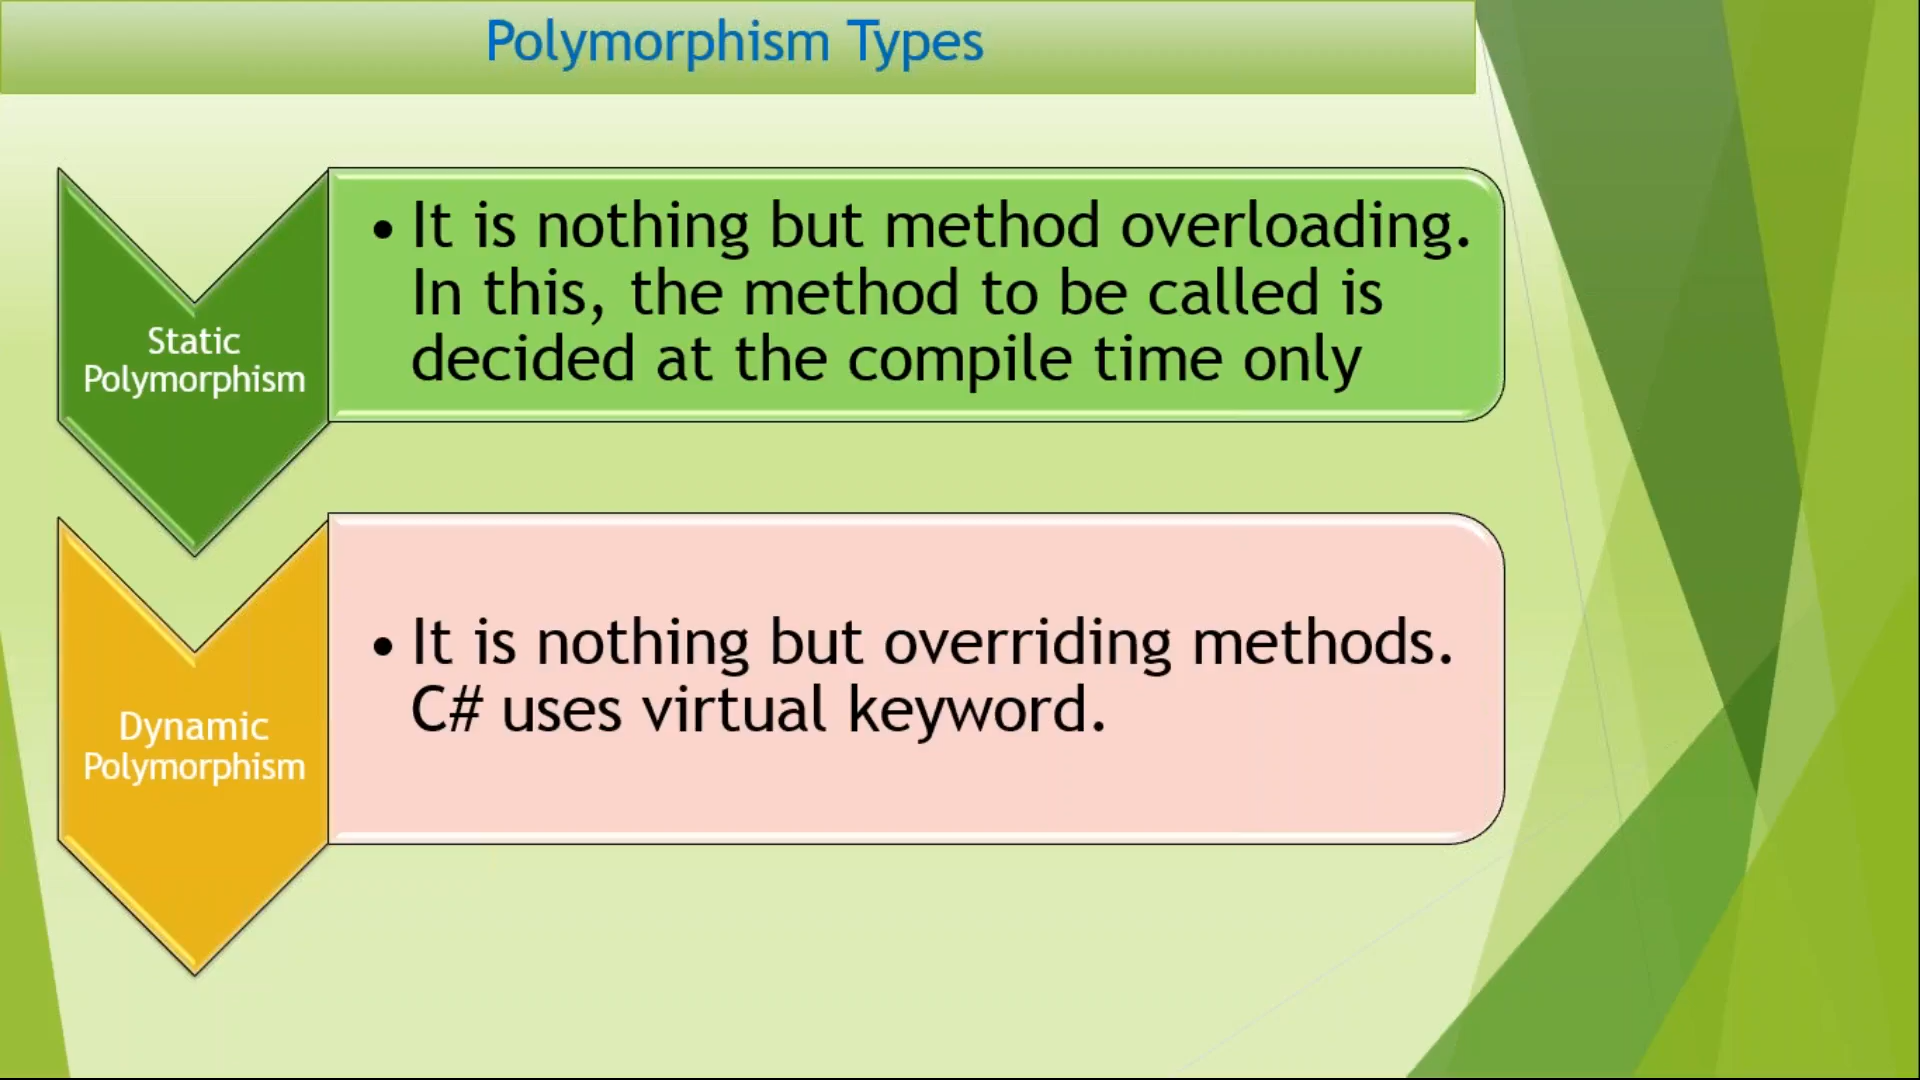 Polymorphism Types
Static
Polymorphism
• It is nothing but method overloading.
In this, the method to be called is
decided at the compile time only
Dynamic
Polymorphism
• It is nothing but overriding methods.
C# uses virtual keyword.